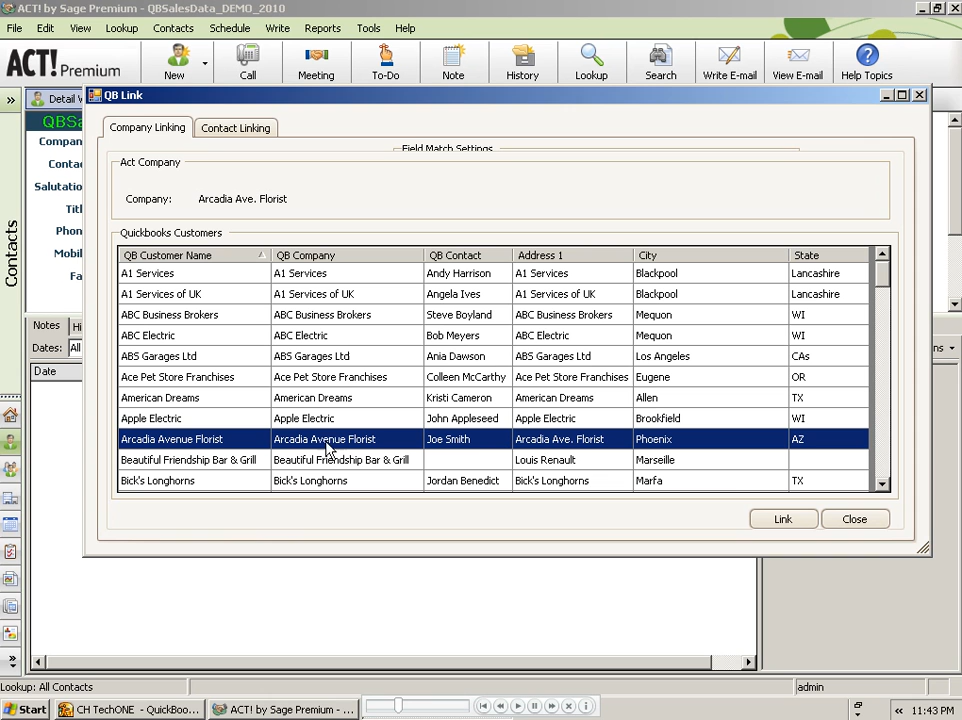 ACT! by Sage Premium - QBSalesData_DEMO_2010
File Edit View Lookup Contacts Schedule Write Reports Tools Help
ACT! Premium New Call Meeting To-Do Note History Lookup Search Write E-mail View E-mail Help Topics
» Detail V
QB Link
QBSa
Company Linking Contact Linking
Compan
Field Match Settings
Act Company
Contac
Salutatio
Company: Arcadia Ave. Florist
Titl
Phon
Quickbooks Customers
Mobil
QB Customer Name QB Company QB Contact Address 1 City State
Fa
A1 Services A1 Services Andy Harrison A1 Services Blackpool Lancashire
A1 Services of UK A1 Services of UK Angela Ives A1 Services of UK Blackpool Lancashire
ABC Business Brokers ABC Business Brokers Steve Boyland ABC Business Brokers Mequon WI
ABC Electric ABC Electric Bob Meyers ABC Electric Mequon WI
ABS Garages Ltd ABS Garages Ltd Ania Dawson ABS Garages Ltd Los Angeles CAs
Ace Pet Store Franchises Ace Pet Store Franchises Colleen McCarthy Ace Pet Store Franchises Eugene OR
American Dreams American Dreams Kristi Cameron American Dreams Allen TX
Apple Electric Apple Electric John Appleseed Apple Electric Brookfield WI
Arcadia Avenue Florist Arcadia Avenue Florist Joe Smith Arcadia Ave. Florist Phoenix AZ
Beautiful Friendship Bar & Grill Beautiful Friendship Bar & Grill Louis Renault Marseille
Bick's Longhorns Bick's Longhorns Jordan Benedict Bick's Longhorns Marfa TX
Link Close
Contacts
Notes Hi
Dates: All
ns
Date
»
Lookup: All Contacts admin
Start CH TechONE - QuickBoo... ACT! by Sage Premium - ... « 11:43 PM